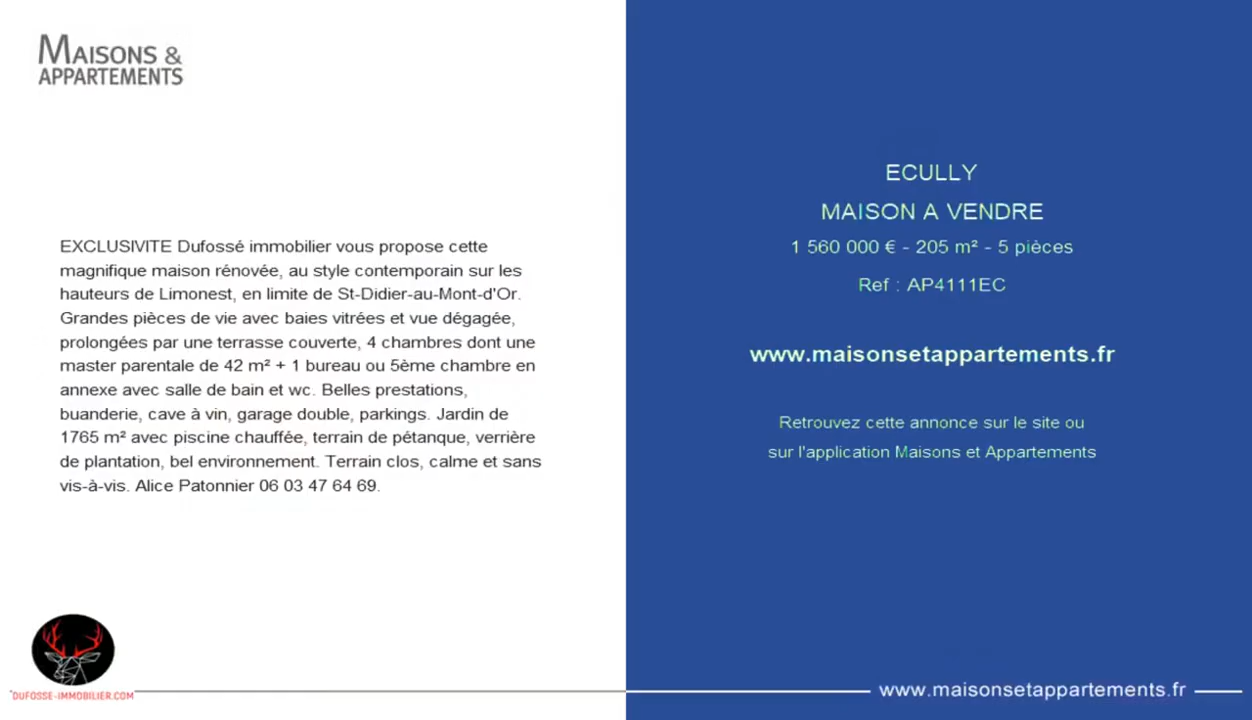 MAISONS &
APPARTEMENTS
EXCLUSIVITE Dufossé immobilier vous propose cette
magnifique maison rénovée, au style contemporain sur les
hauteurs de Limonest, en limite de St-Didier-au-Mont-d'Or.
Grandes pièces de vie avec baies vitrées et vue dégagée,
prolongées par une terrasse couverte, 4 chambres dont une
master parentale de 42 m² + 1 bureau ou 5ème chambre en
annexe avec salle de bain et wc. Belles prestations,
buanderie, cave à vin, garage double, parkings. Jardin de
1765 m² avec piscine chauffée, terrain de pétanque, verrière
de plantation, bel environnement. Terrain clos, calme et sans
vis-à-vis. Alice Patonnier 06 03 47 64 69.
DUFOSSE-IMMOBILIER.COM
ECULLY
MAISON A VENDRE
1 560 000 € - 205 m² - 5 pièces
Ref : AP4111EC
www.maisonsetappartements.fr
Retrouvez cette annonce sur le site ou
sur l'application Maisons et Appartements
www.maisonsetappartements.fr